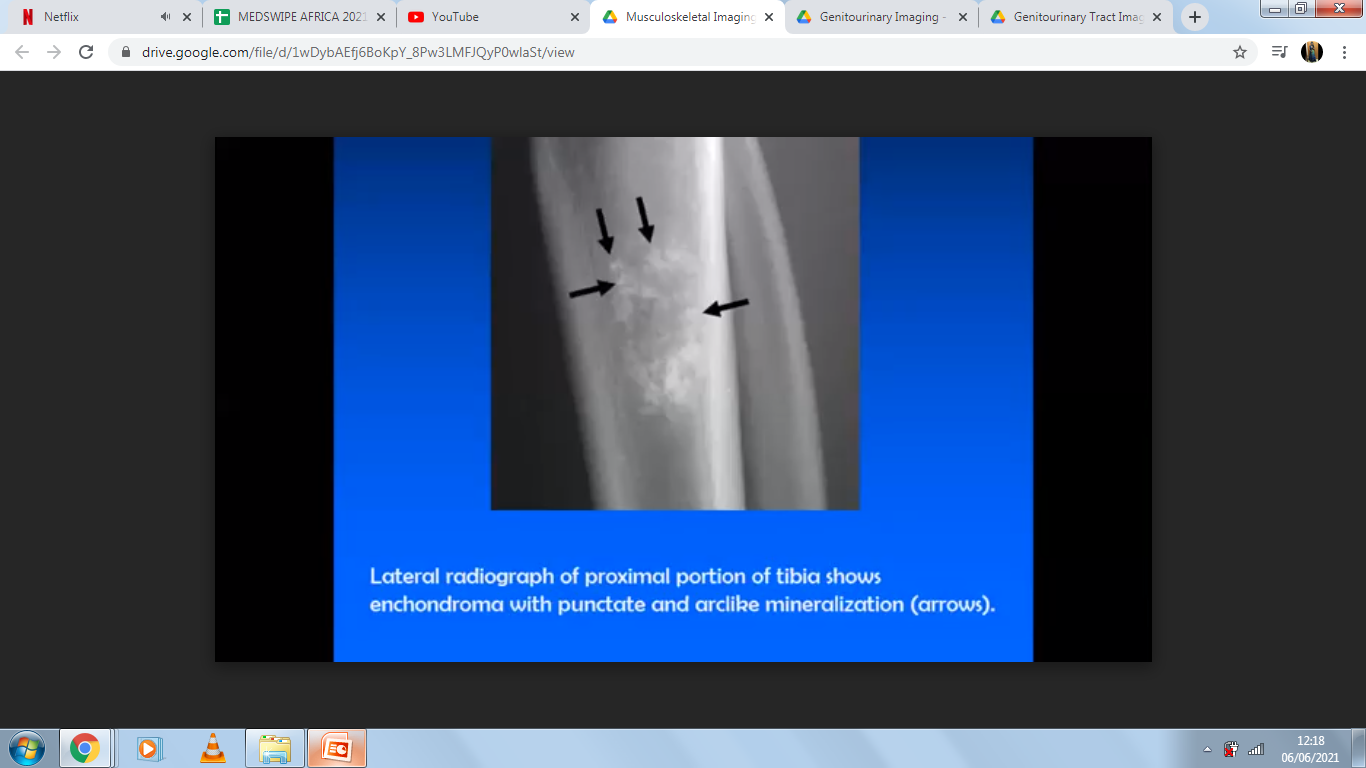 Netflix
MEDSWIPE AFRICA 2021
YouTube
Musculoskeletal Imaging
Genitourinary Imaging -
Genitourinary Tract Imag
drive.google.com/file/d/1wDybAEfj6BoKpY_8Pw3LMFJQyP0wlaSt/view
Lateral radiograph of proximal portion of tibia shows
enchondroma with punctate and arclike mineralization (arrows).
12:18
06/06/2021